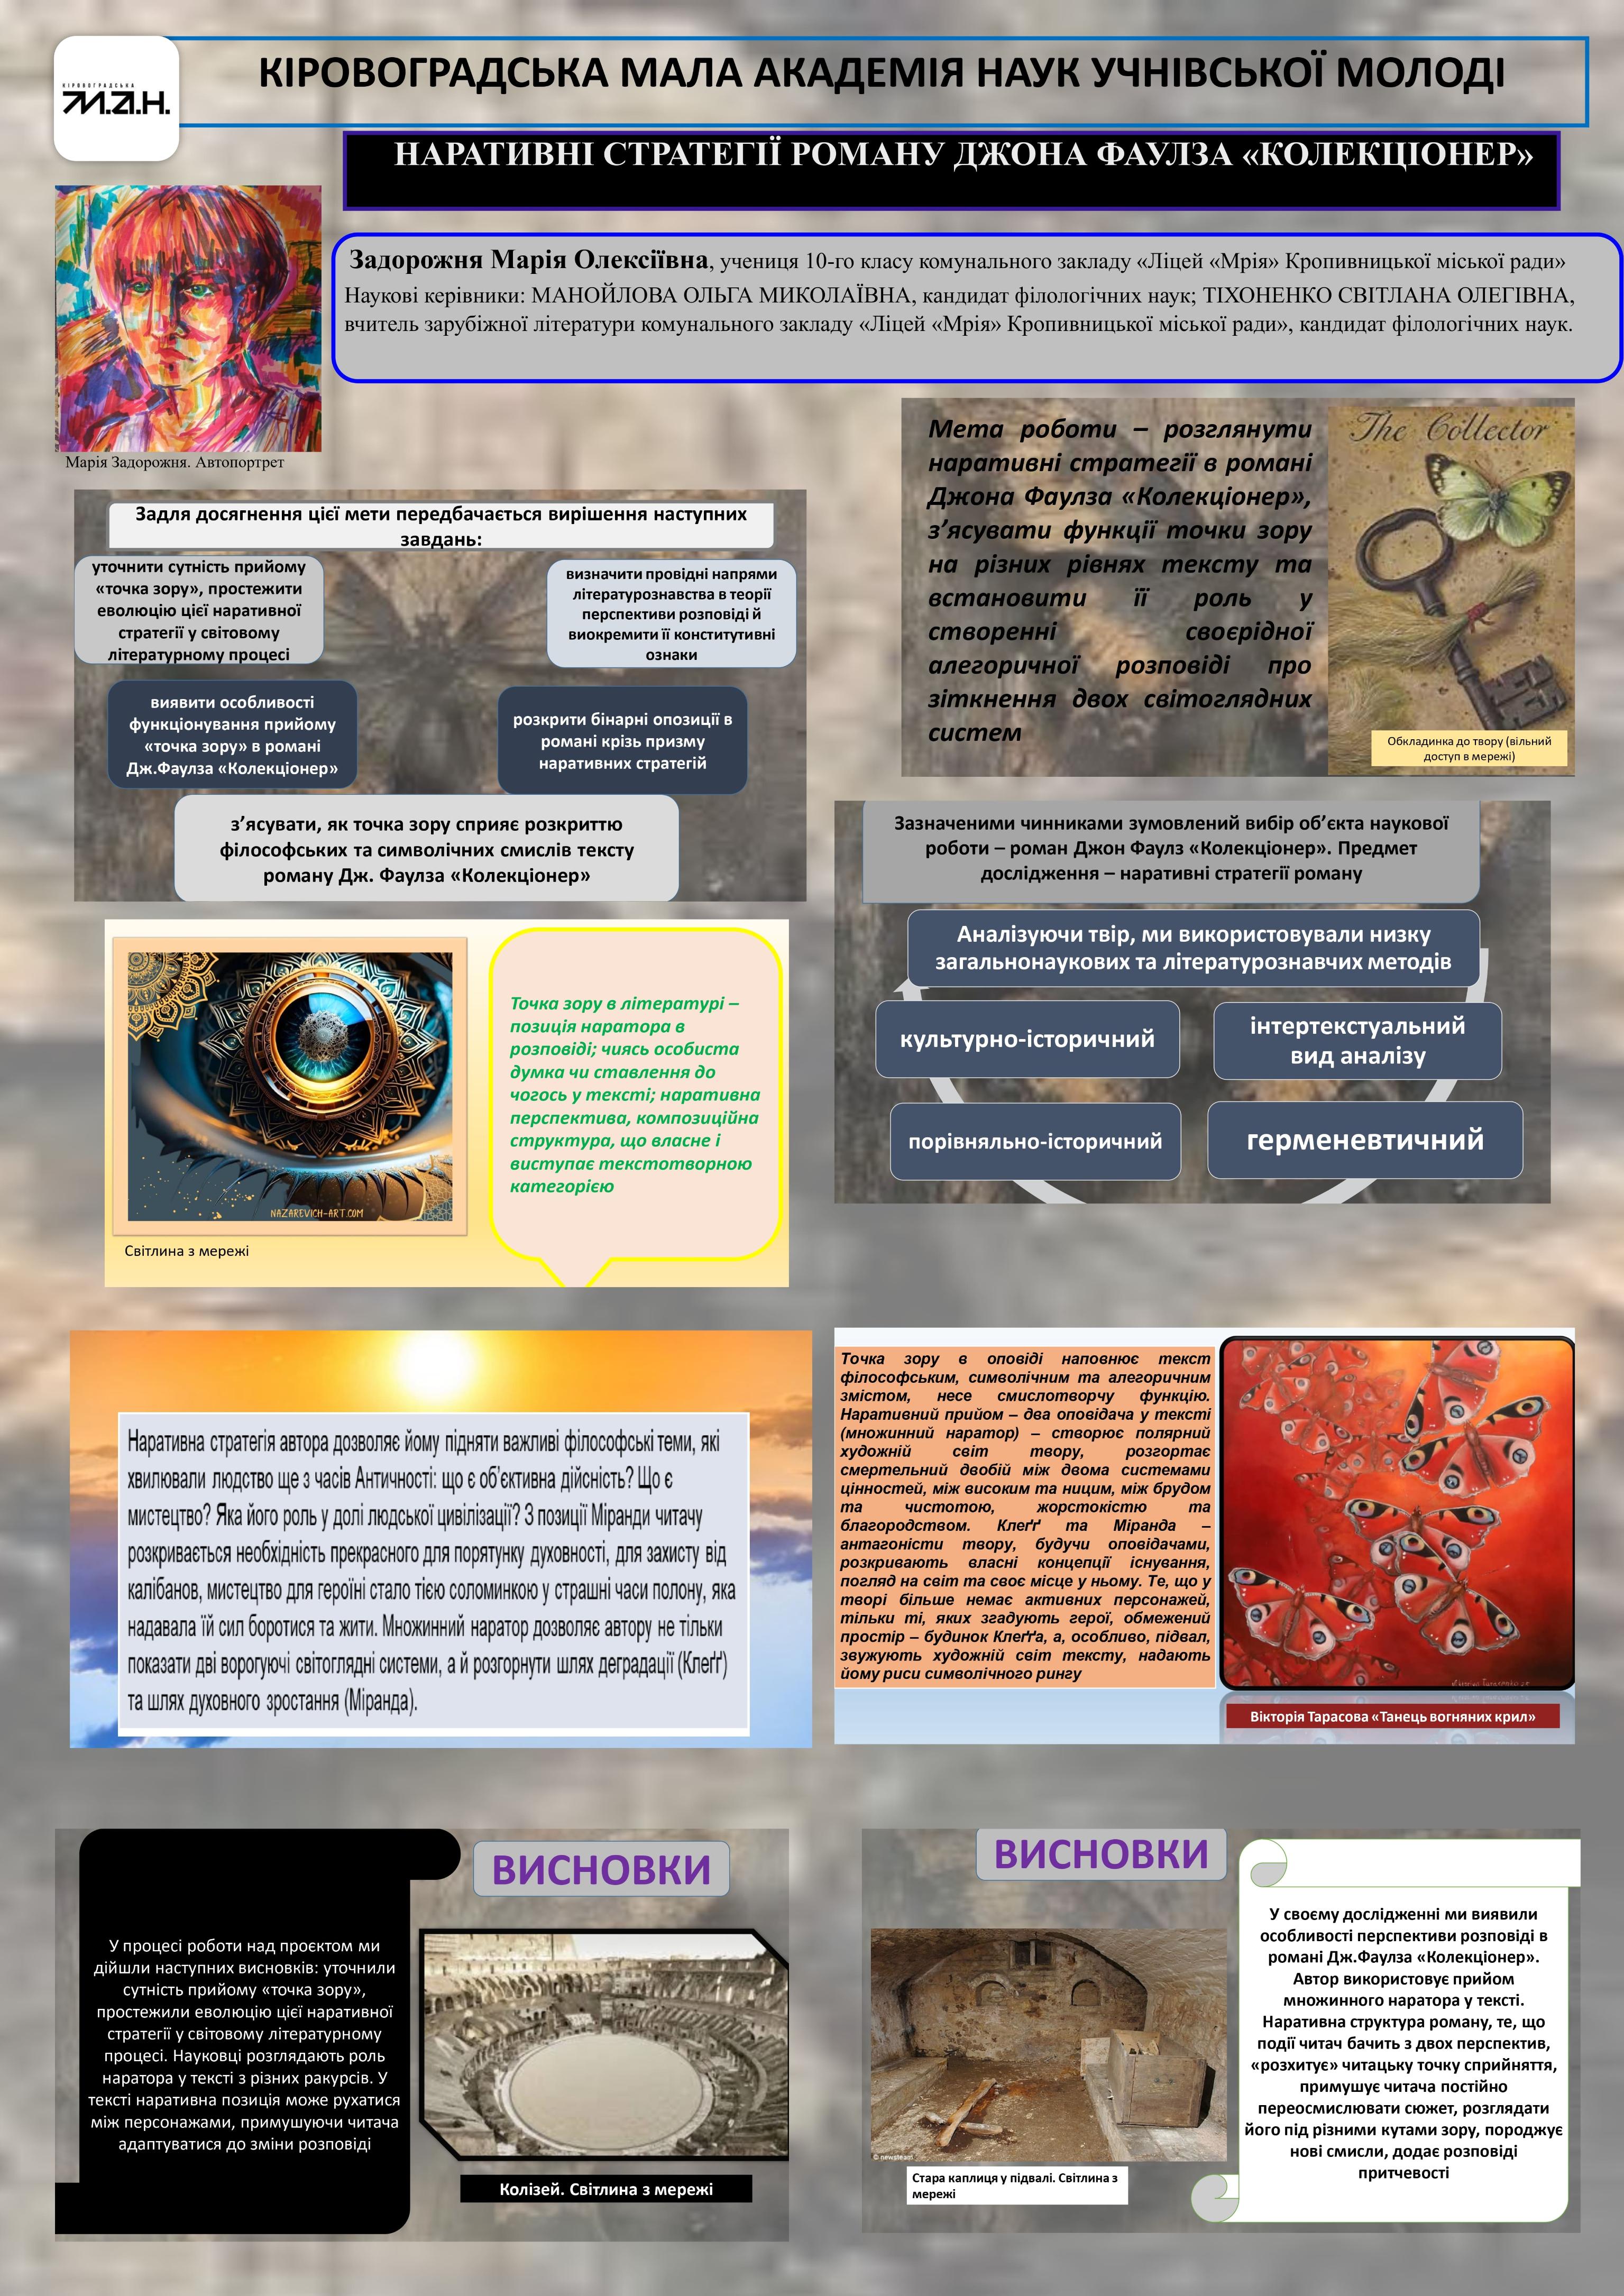 КІРОВОГРАДСЬКА
М.А.Н.
КІРОВОГРАДСЬКА МАЛА АКАДЕМІЯ НАУК УЧНІВСЬКОЇ МОЛОДІ
НАРАТИВНІ СТРАТЕГІЇ РОМАНУ ДЖОНА ФАУЛЗА «КОЛЕКЦІОНЕР»
Задорожня Марія Олексіївна, учениця 10-го класу комунального закладу «Ліцей «Мрія» Кропивницької міської ради»
Наукові керівники: МАНОЙЛОВА ОЛЬГА МИКОЛАЇВНА, кандидат філологічних наук; ТІХОНЕНКО СВІТЛАНА ОЛЕГІВНА,
вчитель зарубіжної літератури комунального закладу «Ліцей «Мрія» Кропивницької міської ради», кандидат філологічних наук.
Марія Задорожня. Автопортрет
Мета роботи – розглянути
наративні стратегії в романі
Джона Фаулза «Колекціонер»,
з’ясувати функції точки зору
на різних рівнях тексту та
встановити її роль у
створенні своєрідної
алегоричної розповіді про
зіткнення двох світоглядних
систем
The Collector
Обкладинка до твору (вільний
доступ в мережі)
Задля досягнення цієї мети передбачається вирішення наступних
завдань:
уточнити сутність прийому
«точка зору», простежити
еволюцію цієї наративної
стратегії у світовому
літературному процесі
визначити провідні напрями
літературознавства в теорії
перспективи розповіді й
виокремити її конститутивні
ознаки
виявити особливості
функціонування прийому
«точка зору» в романі
Дж.Фаулза «Колекціонер»
розкрити бінарні опозиції в
романі крізь призму
наративних стратегій
з’ясувати, як точка зору сприяє розкриттю
філософських та символічних смислів тексту
роману Дж. Фаулза «Колекціонер»
Зазначеними чинниками зумовлений вибір об’єкта наукової
роботи – роман Джон Фаулз «Колекціонер». Предмет
дослідження – наративні стратегії роману
Аналізуючи твір, ми використовували низку
загальнонаукових та літературознавчих методів
культурно-історичний
інтертекстуальний
вид аналізу
порівняльно-історичний
герменевтичний
NAZAREVICH-ART.COM
Світлина з мережі
Точка зору в літературі –
позиція наратора в
розповіді; чиясь особиста
думка чи ставлення до
чогось у тексті; наративна
перспектива, композиційна
структура, що власне і
виступає текстотворною
категорією
Наративна стратегія автора дозволяє йому підняти важливі філософські теми, які
хвилювали людство ще з часів Античності: що є об’єктивна дійсність? Що є
мистецтво? Яка його роль у долі людської цивілізації? З позиції Міранди читачу
розкривається необхідність прекрасного для порятунку духовності, для захисту від
калібанов, мистецтво для героїні стало тією соломинкою у страшні часи полону, яка
надавала їй сил боротися та жити. Множинний наратор дозволяє автору не тільки
показати дві ворогуючі світоглядні системи, а й розгорнути шлях деградації (Клеґґ)
та шлях духовного зростання (Міранда).
Точка зору в оповіді наповнює текст
філософським, символічним та алегоричним
змістом, несе смислотворчу функцію.
Наративний прийом – два оповідача у тексті
(множинний наратор) – створює полярний
художній світ твору, розгортає
смертельний двобій між двома системами
цінностей, між високим та ницим, між брудом
та чистотою, жорстокістю та
благородством. Клеґґ та Міранда –
антагоністи твору, будучи оповідачами,
розкривають власні концепції існування,
погляд на світ та своє місце у ньому. Те, що у
творі більше немає активних персонажей,
тільки ті, яких згадують герої, обмежений
простір – будинок Клеґґа, а, особливо, підвал,
звужують художній світ тексту, надають
йому риси символічного рингу
Вікторія Тарасова «Танець вогняних крил»
ВИСНОВКИ
У процесі роботи над проєктом ми
дійшли наступних висновків: уточнили
сутність прийому «точка зору»,
простежили еволюцію цієї наративної
стратегії у світовому літературному
процесі. Науковці розглядають роль
наратора у тексті з різних ракурсів. У
тексті наративна позиція може рухатися
між персонажами, примушуючи читача
адаптуватися до зміни розповіді
Колізей. Світлина з мережі
ВИСНОВКИ
© newsteam
Стара каплиця у підвалі. Світлина з
мережі
У своєму дослідженні ми виявили
особливості перспективи розповіді в
романі Дж.Фаулза «Колекціонер».
Автор використовує прийом
множинного наратора у тексті.
Наративна структура роману, те, що
події читач бачить з двох перспектив,
«розхитує» читацьку точку сприйняття,
примушує читача постійно
переосмислювати сюжет, розглядати
його під різними кутами зору, породжує
нові смисли, додає розповіді
притчевості